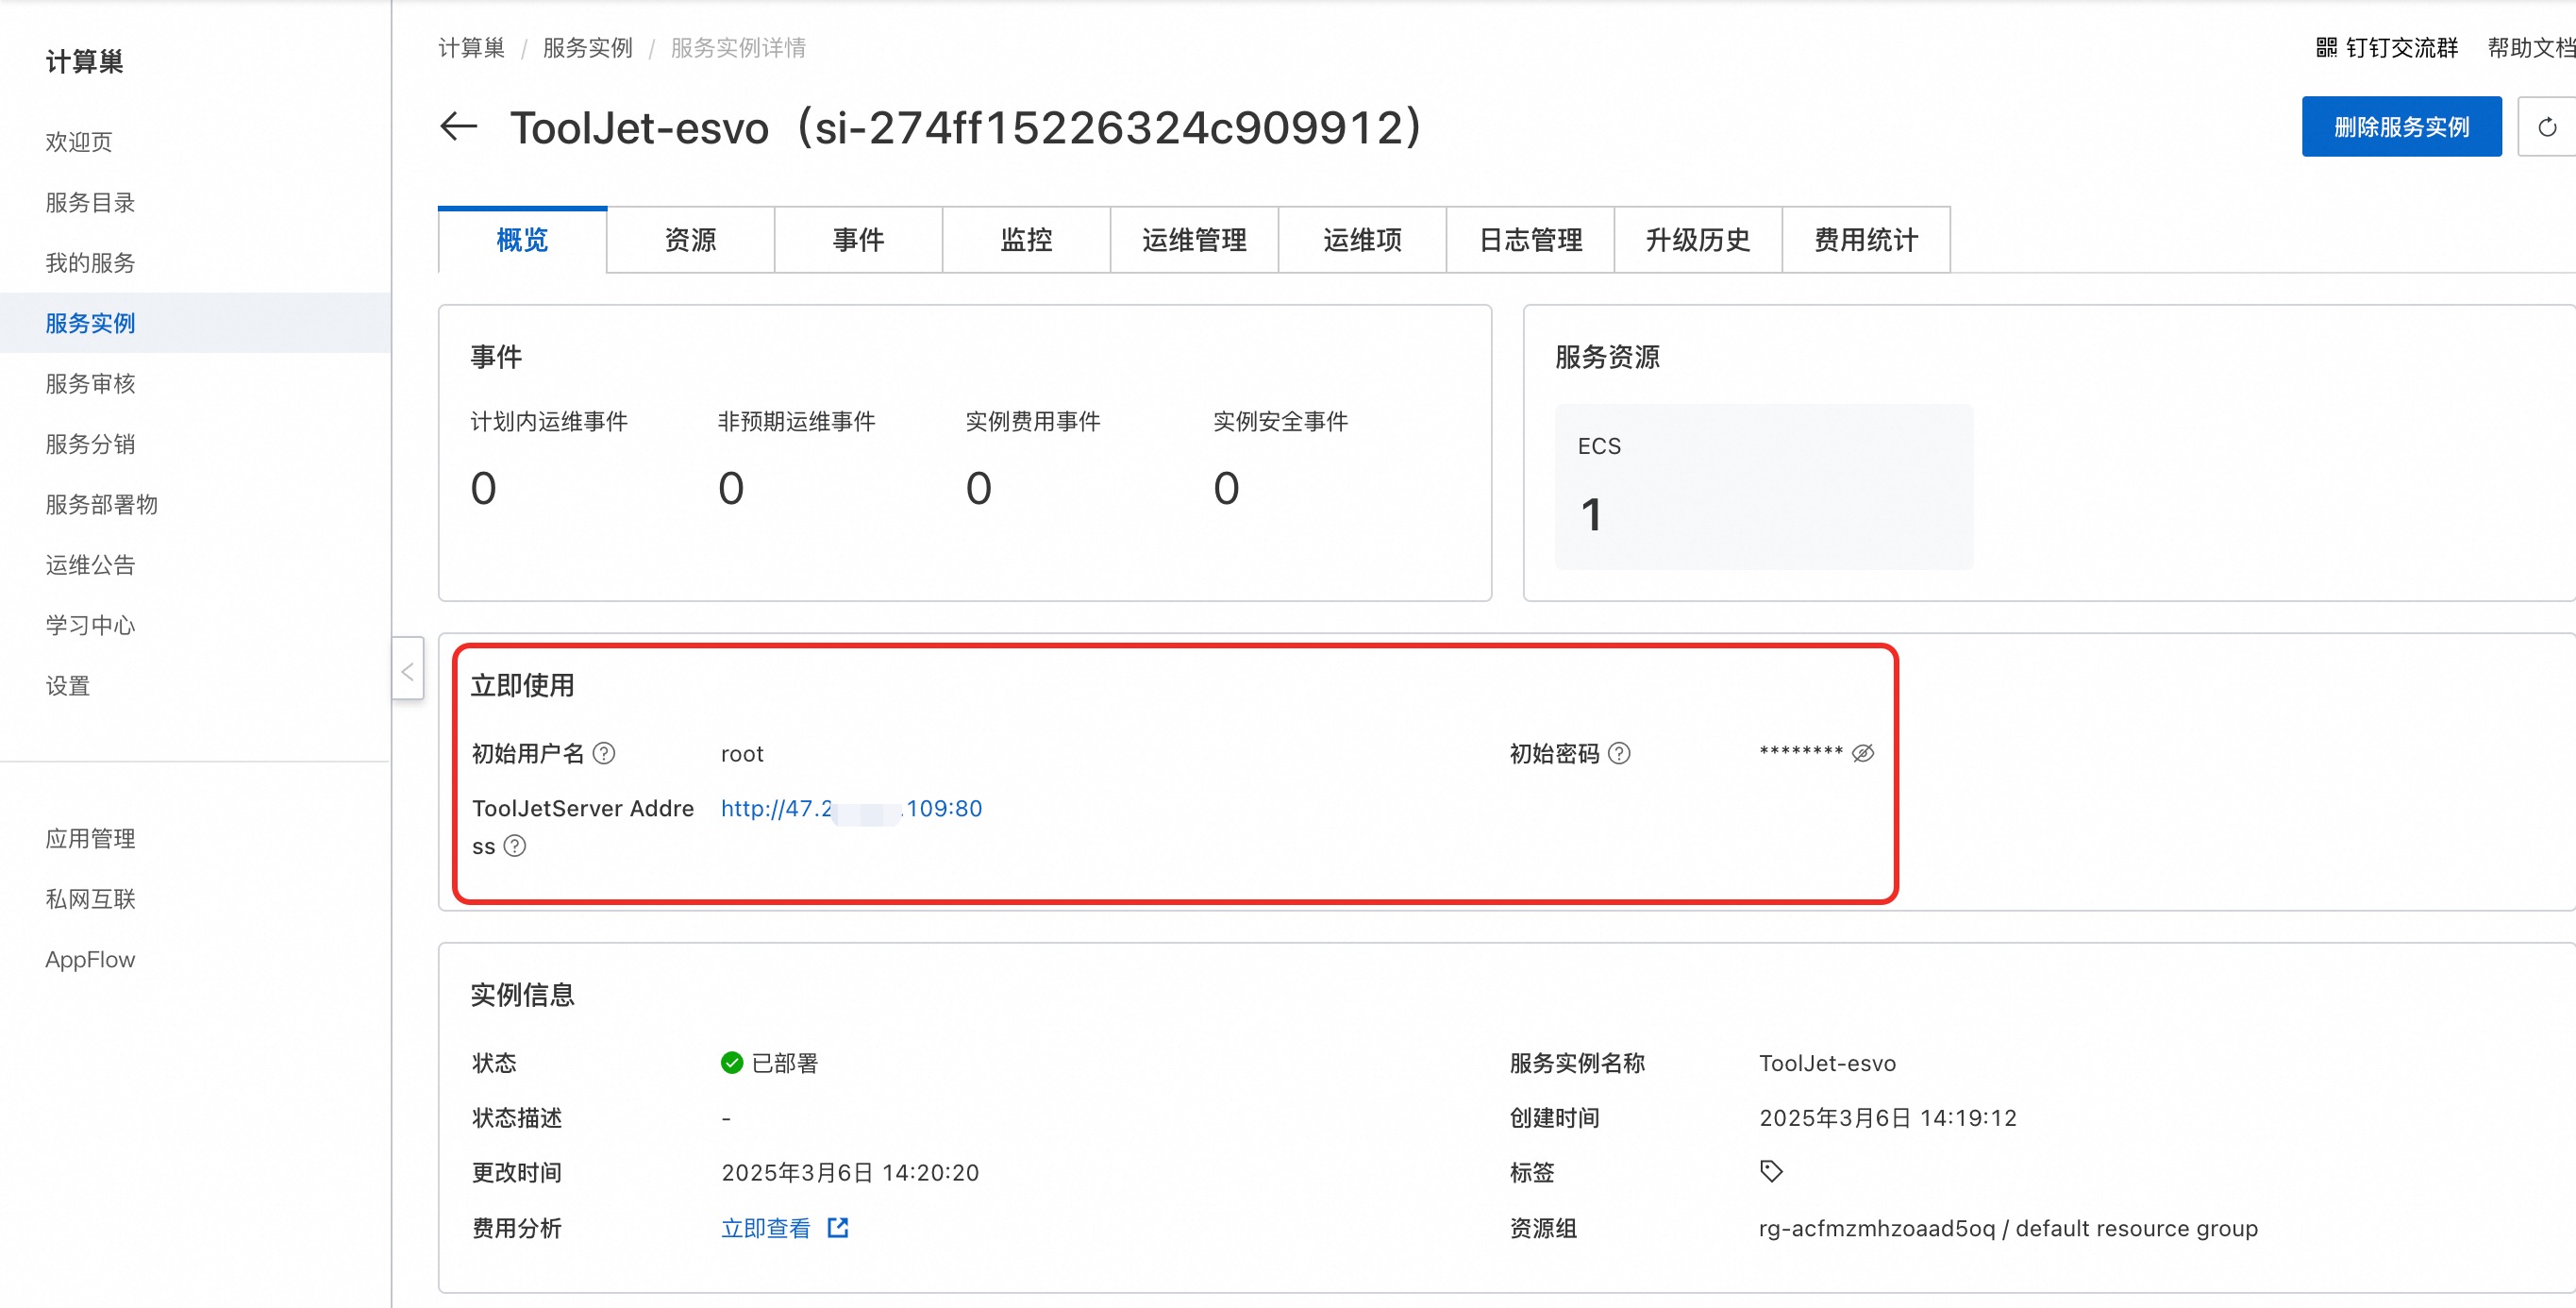 计算巢
欢迎页
服务目录
我的服务
服务实例
服务审核
服务分销
服务部署物
运维公告
学习中心
设置
应用管理
私网互联
AppFlow
计算巢 / 服务实例 / 服务实例详情
钉钉交流群 帮助文档
ToolJet-esvo（si-274ff15226324c909912）
删除服务实例
概览 资源 事件 监控 运维管理 运维项 日志管理 升级历史 费用统计
事件
计划内运维事件 非预期运维事件 实例费用事件 实例安全事件
0 0 0 0
服务资源
ECS
1
立即使用
初始用户名 root 初始密码 ********
ToolJetServer Addre http://47.2 .109:80
ss
实例信息
状态 已部署 服务实例名称 ToolJet-esvo
状态描述 - 创建时间 2025年3月6日 14:19:12
更改时间 2025年3月6日 14:20:20 标签
费用分析 立即查看 资源组 rg-acfmzmhzoaad5oq / default resource group